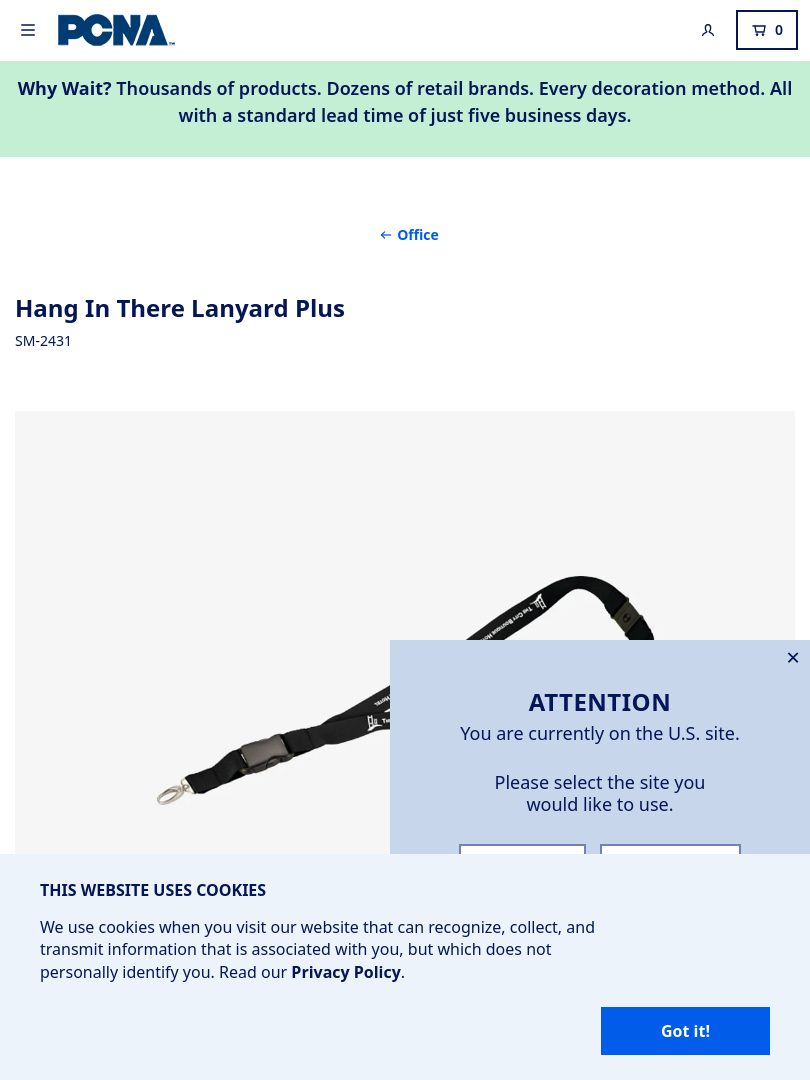 PCNA
0
Why Wait? Thousands of products. Dozens of retail brands. Every decoration method. All
with a standard lead time of just five business days.
← Office
Hang In There Lanyard Plus
SM-2431
ATTENTION
You are currently on the U.S. site.
Please select the site you
would like to use.
THIS WEBSITE USES COOKIES
We use cookies when you visit our website that can recognize, collect, and
transmit information that is associated with you, but which does not
personally identify you. Read our Privacy Policy.
Got it!